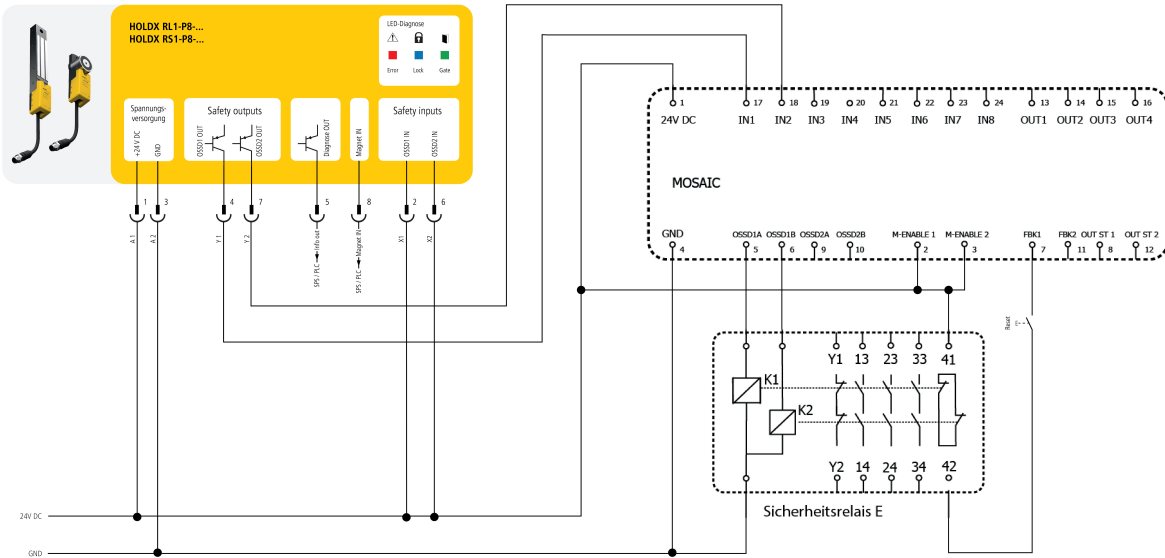 HOLDX RL1-P8-...
HOLDX RS1-P8-...
LED-Diagnose
Error Lock Gate
Spannungs-
versorgung
Safety outputs
Safety inputs
+24 V DC
GND
OSSD1 OUT
OSSD2 OUT
Diagnose OUT
Magnet IN
OSSD1 IN
OSSD2 IN
1 3 4 7 5 8 2 6
A 1
A 2
Y 1
Y 2
SPS / PLC Info out
SPS / PLC Magnet IN
X1
X2
1 17 18 19 20 21 22 23 24 13 14 15 16
24V DC IN1 IN2 IN3 IN4 IN5 IN6 IN7 IN8 OUT1 OUT2 OUT3 OUT4
MOSAIC
GND OSSD1A OSSD1B OSSD2A OSSD2B M-ENABLE 1 M-ENABLE 2 FBK1 FBK2 OUT ST 1 OUT ST 2
4 5 6 9 10 2 3 7 11 8 12
Reset
E
Y1 13 23 33 41
K1
K2
Y2 14 24 34 42
Sicherheitsrelais E
24V DC
GND